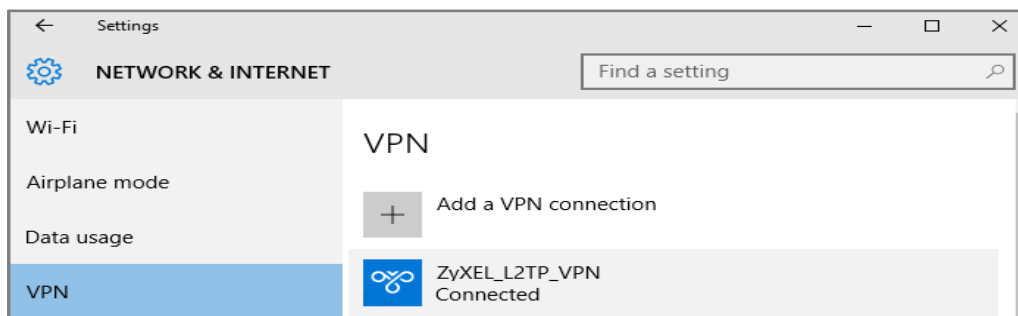 Settings
NETWORK & INTERNET
Find a setting
Wi-Fi
Airplane mode
Data usage
VPN
VPN
Add a VPN connection
ZyXEL_L2TP_VPN
Connected